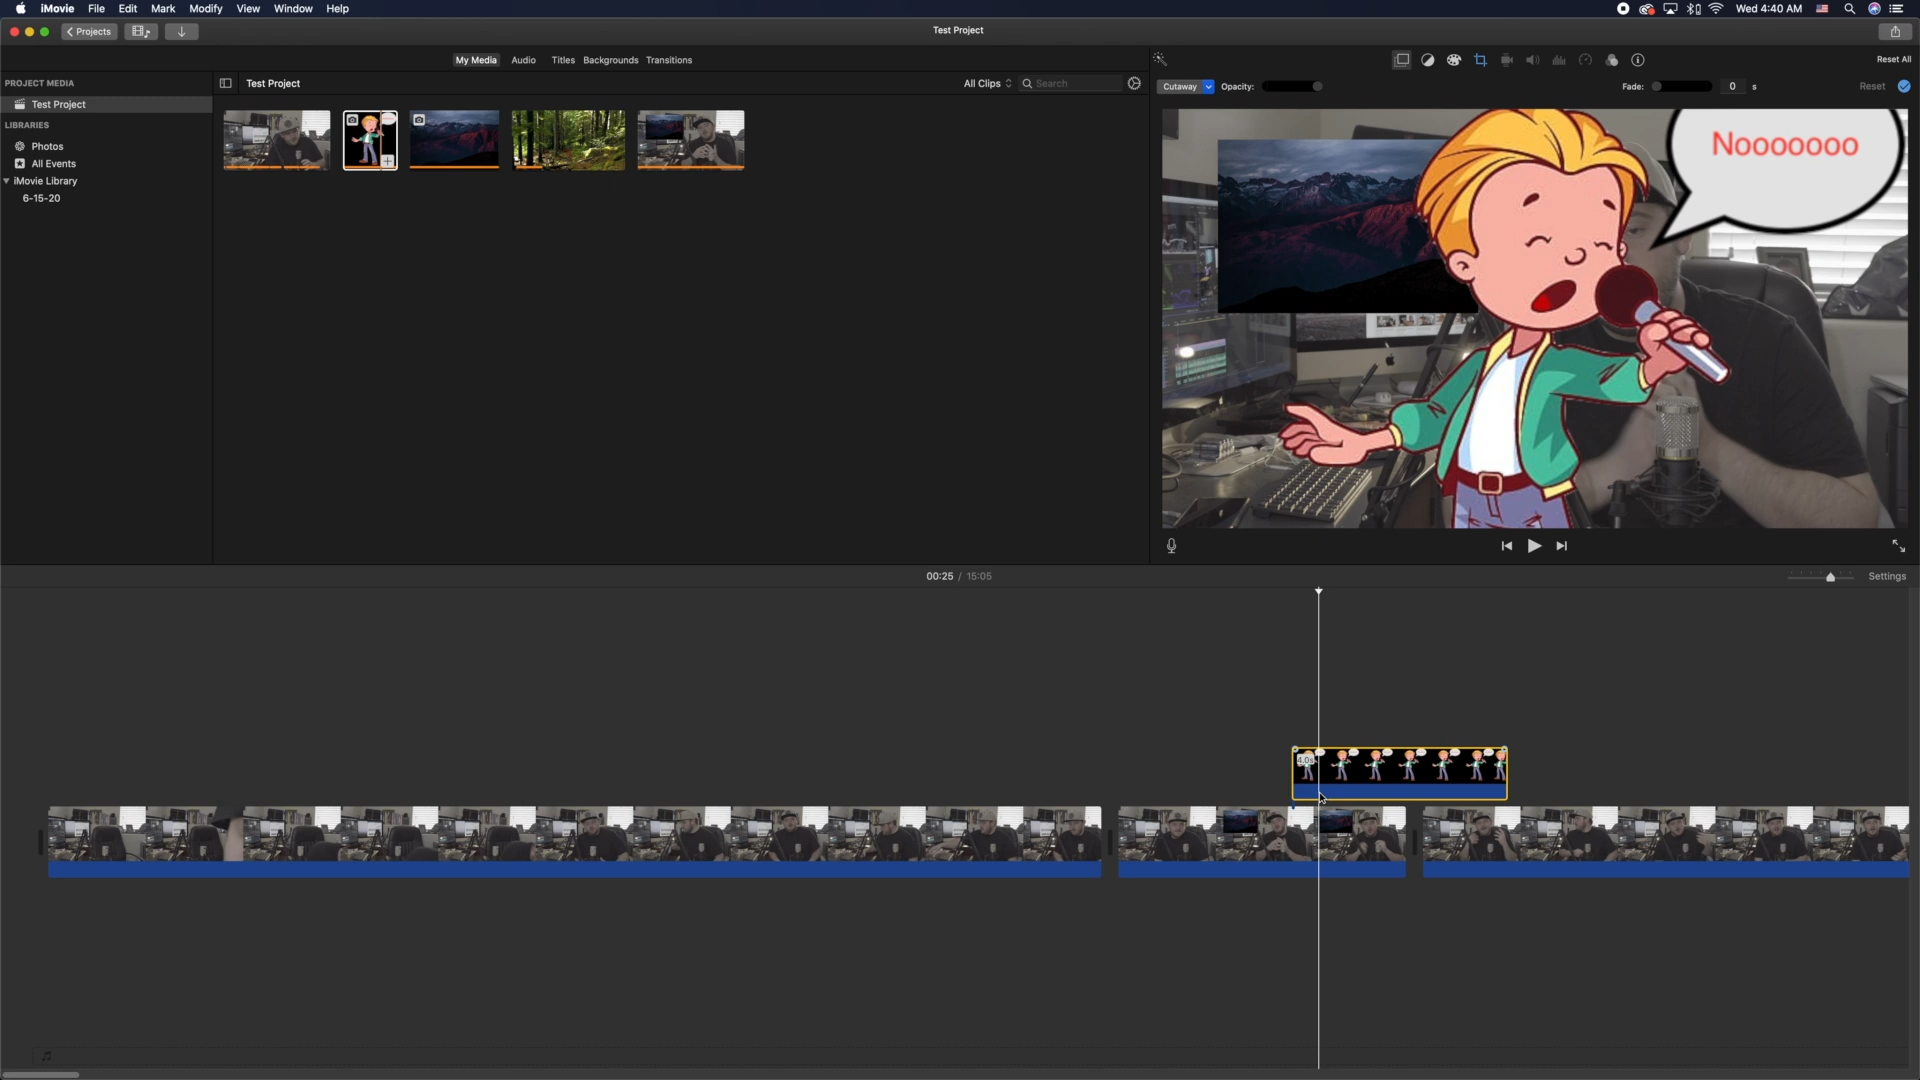 iMovie File Edit Mark Modify View Window Help
Wed 4:40 AM
Projects
Test Project
My Media Audio Titles Backgrounds Transitions
Reset All
PROJECT MEDIA
Test Project
All Clips
Search
Cutaway
Opacity:
Fade:
0
s
Reset
Test Project
LIBRARIES
Photos
All Events
iMovie Library
6-15-20
Nooooooo
00:25 / 15:05
Settings
4.0s